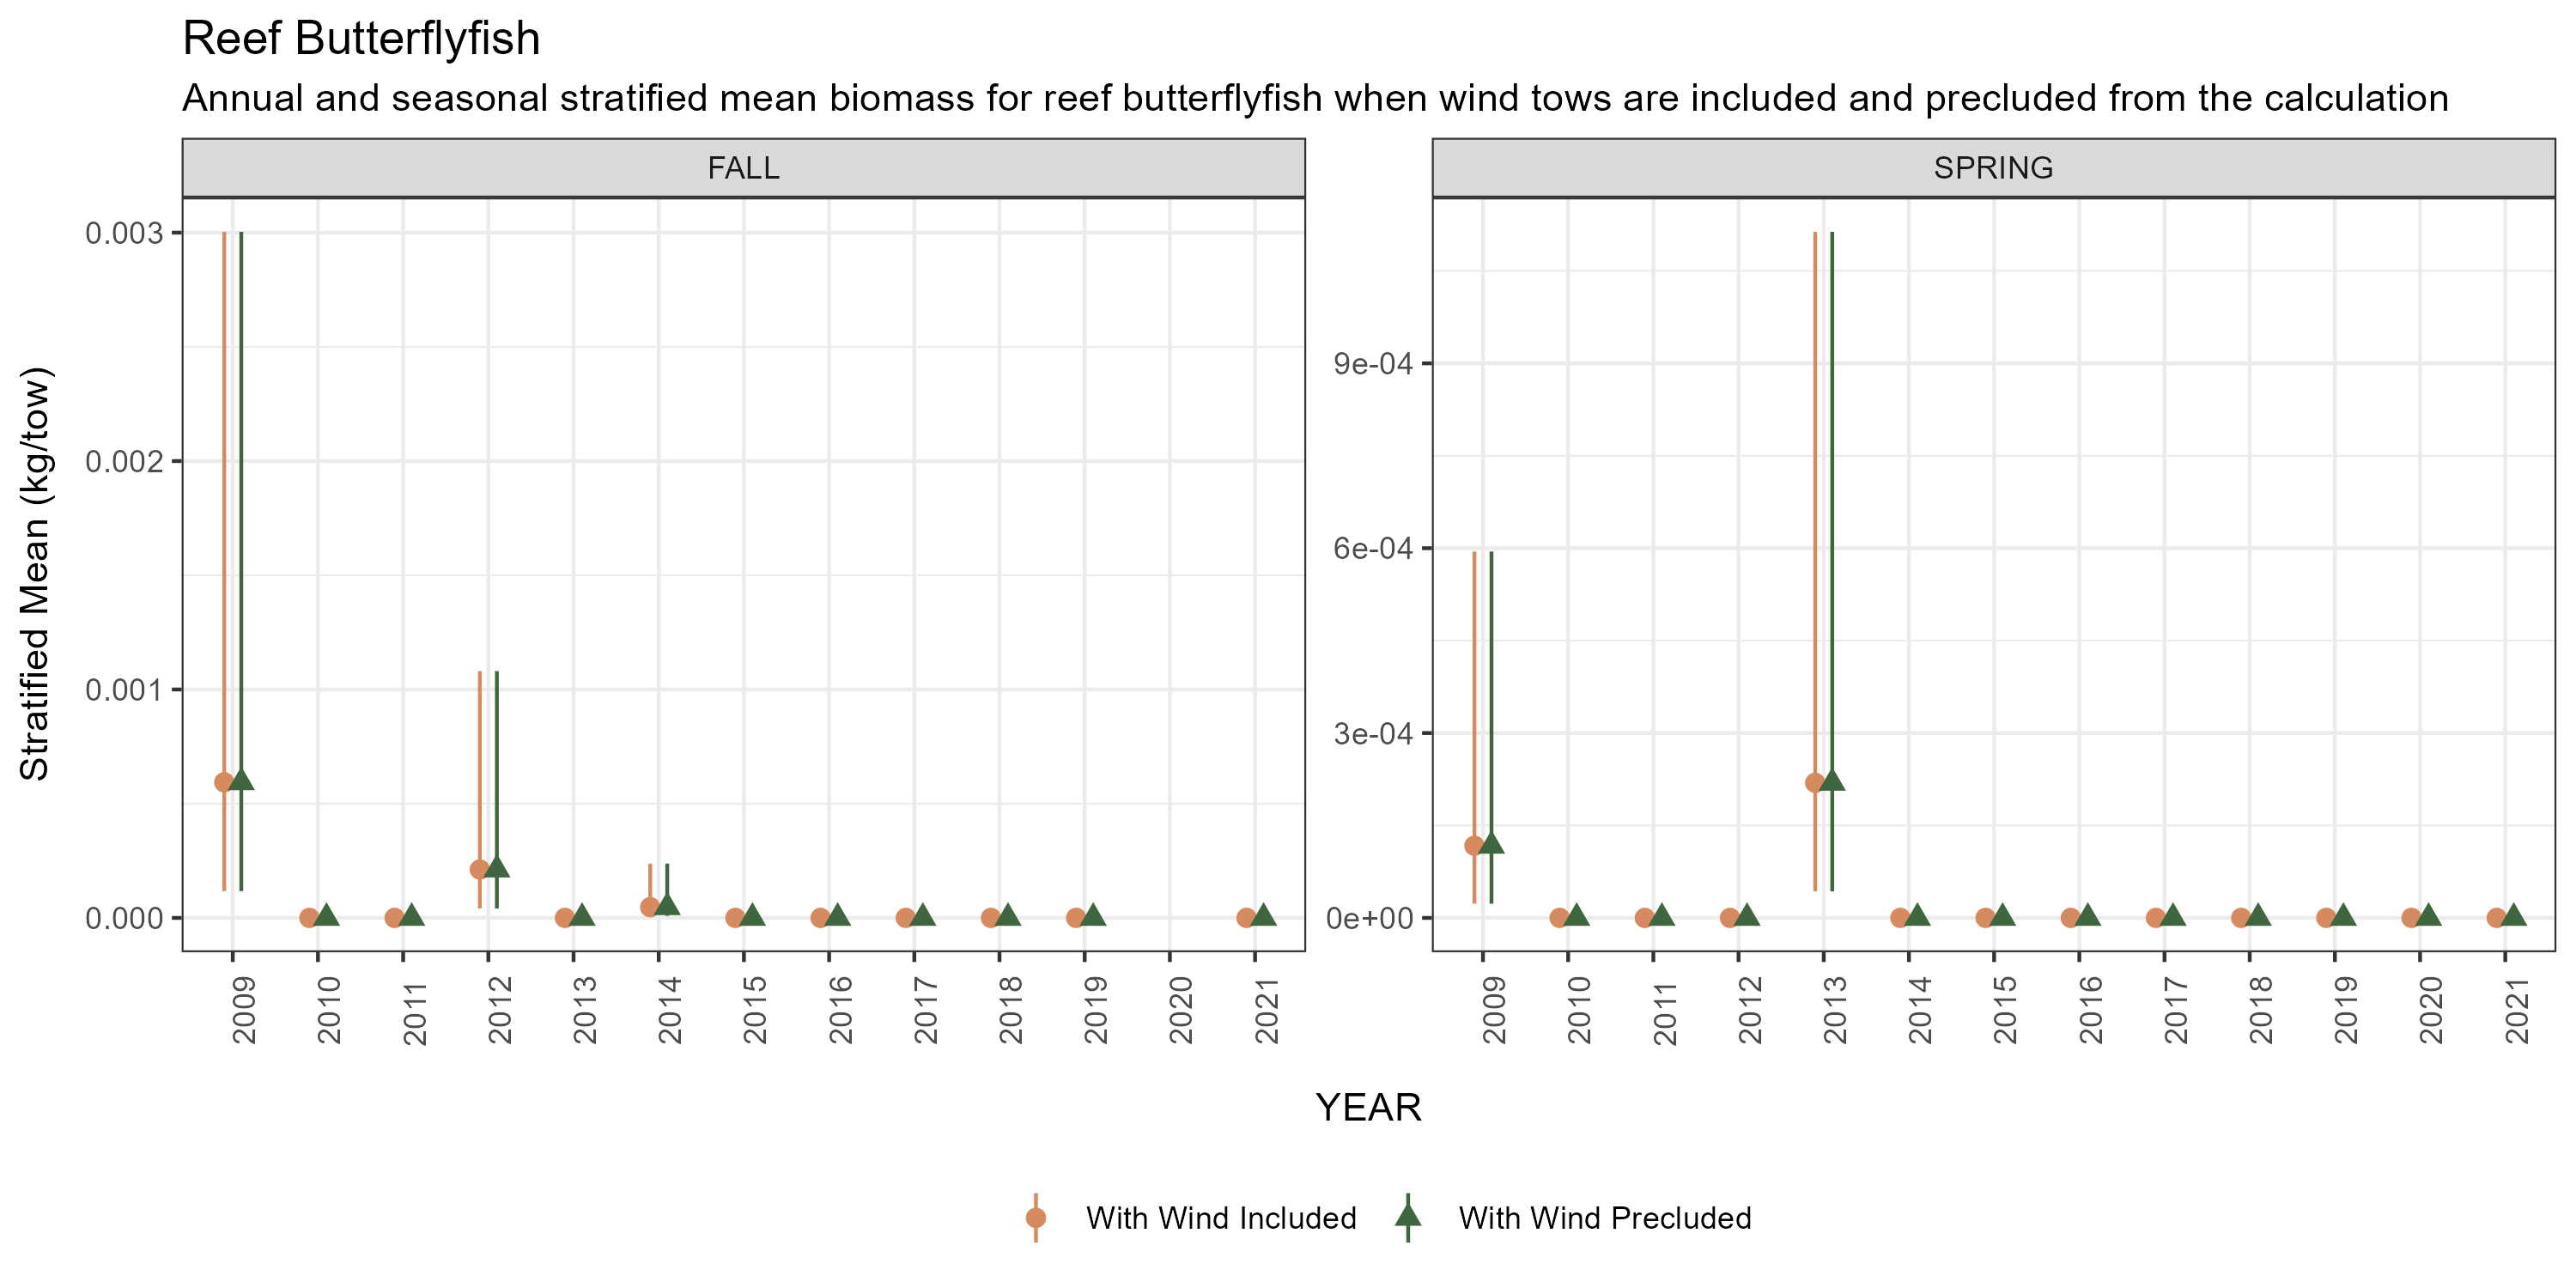 Reef Butterflyfish
Annual and seasonal stratified mean biomass for reef butterflyfish when wind tows are included and precluded from the calculation
FALL
SPRING
Stratified Mean (kg/tow)
0.003
0.002
0.001
0.000
9e-04
6e-04
3e-04
0e+00
2009 2010 2011 2012 2013 2014 2015 2016 2017 2018 2019 2020 2021
2009 2010 2011 2012 2013 2014 2015 2016 2017 2018 2019 2020 2021
YEAR
With Wind Included
With Wind Precluded